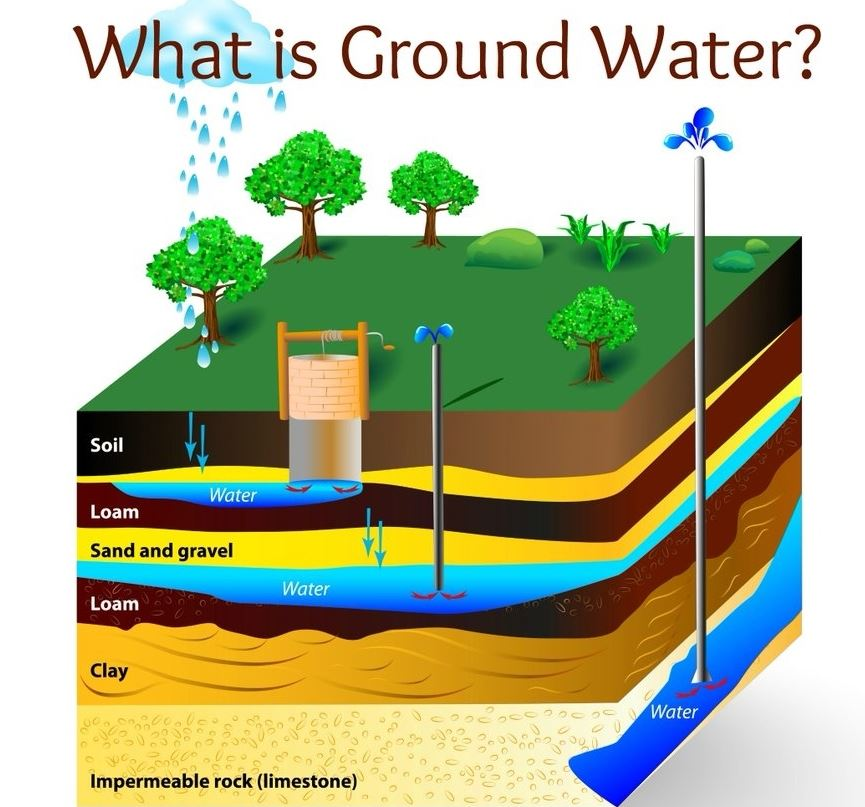 What is Ground Water?
Soil
Water
Loam
Sand and gravel
Water
Loam
Clay
Water
Impermeable rock (limestone)